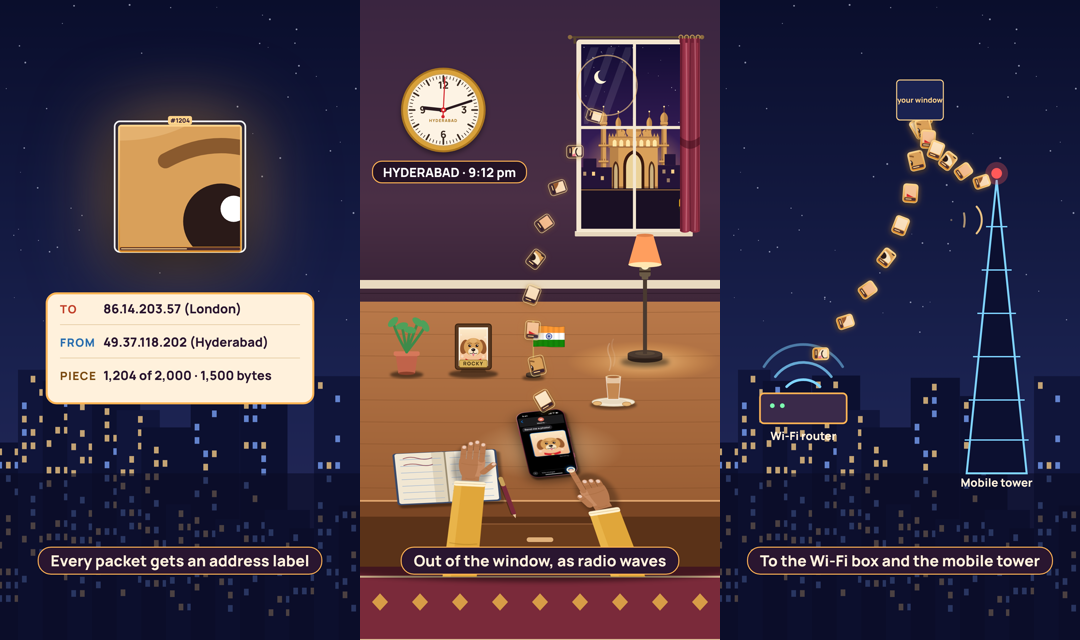 #1204
TO 86.14.203.57 (London)
FROM 49.37.118.202 (Hyderabad)
PIECE 1,204 of 2,000 · 1,500 bytes
Every packet gets an address label
12
9 3
HYDERABAD
6
HYDERABAD · 9:12 pm
ROCKY
Out of the window, as radio waves
your window
Wi-Fi router
Mobile tower
To the Wi-Fi box and the mobile tower